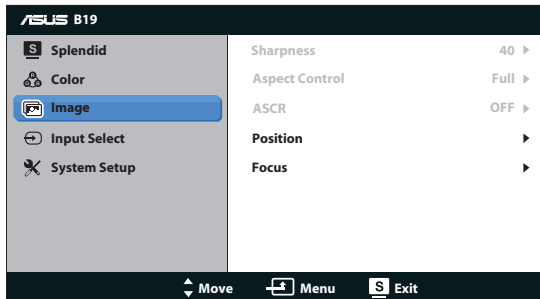 ASUS B19
S Splendid
Color
Image
Input Select
System Setup
Sharpness 40
Aspect Control Full
ASCR OFF
Position
Focus
Move Menu S Exit